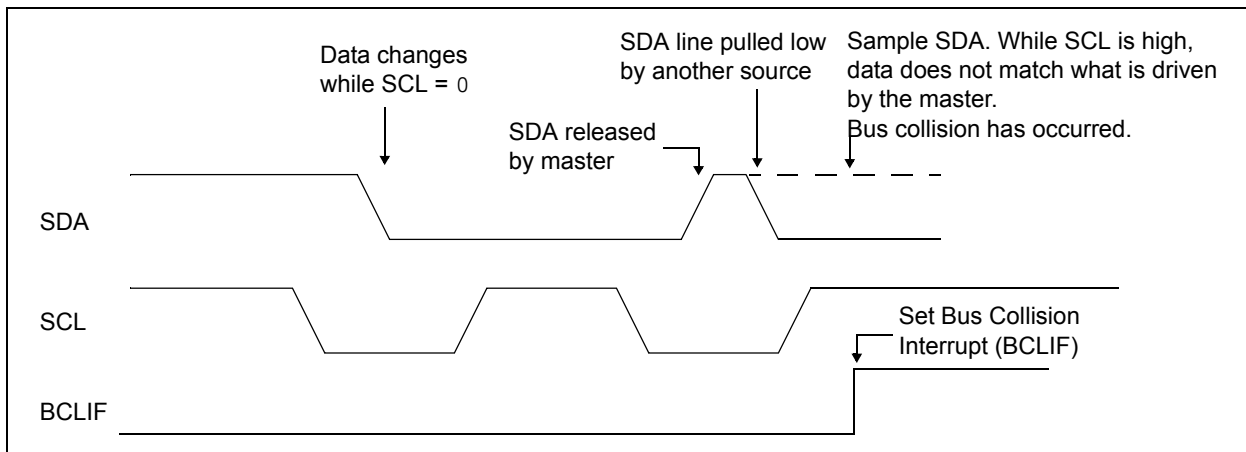 Data changes
while SCL = 0
SDA line pulled low
by another source
Sample SDA. While SCL is high,
data does not match what is driven
by the master.
Bus collision has occurred.
SDA released
by master
SDA
SCL
Set Bus Collision
Interrupt (BCLIF)
BCLIF